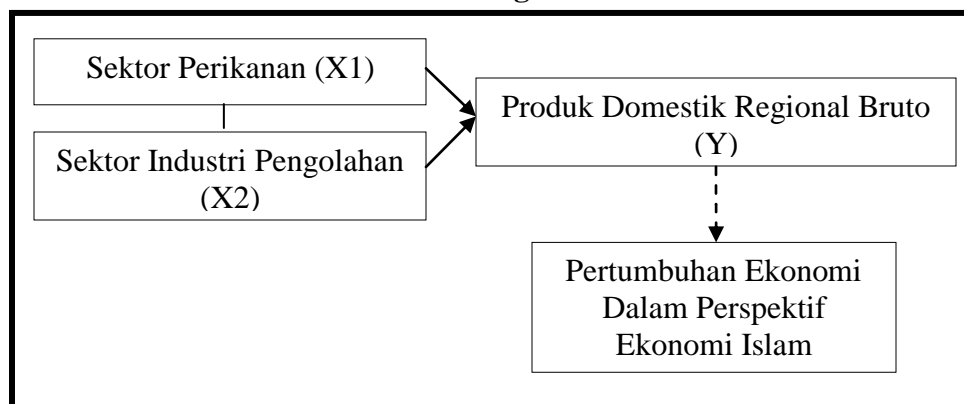 Sektor Perikanan (X1)
Sektor Industri Pengolahan
(X2)
Produk Domestik Regional Bruto
(Y)
Pertumbuhan Ekonomi
Dalam Perspektif
Ekonomi Islam